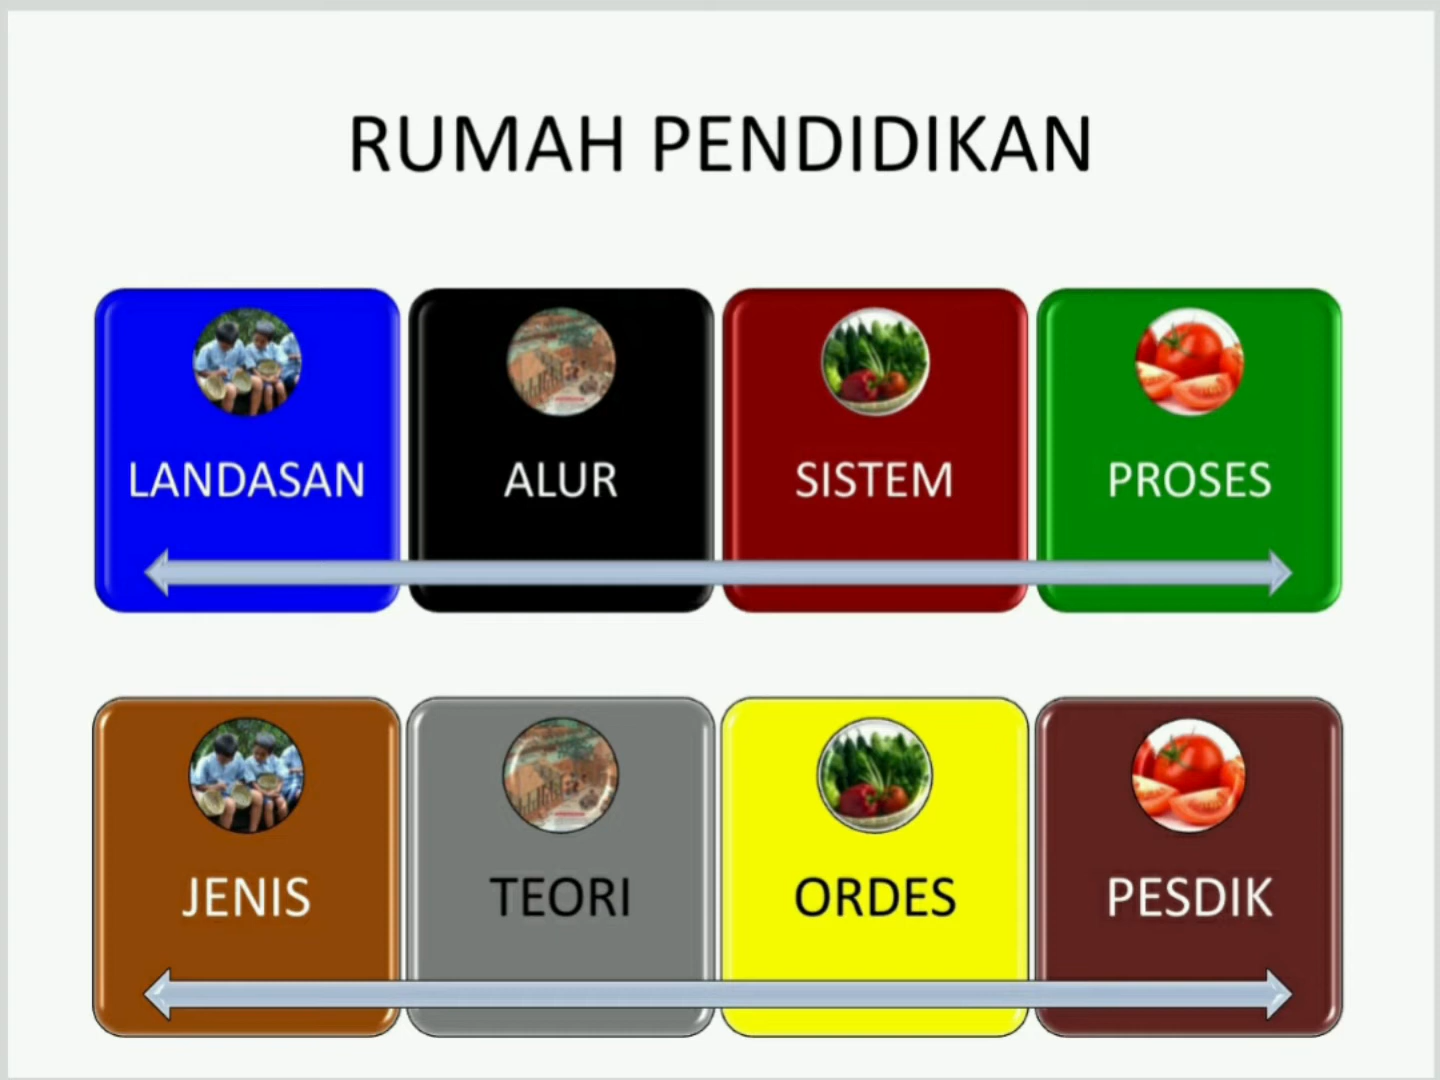 RUMAH PENDIDIKAN
LANDASAN
ALUR
SISTEM
PROSES
JENIS
TEORI
ORDES
PESDIK